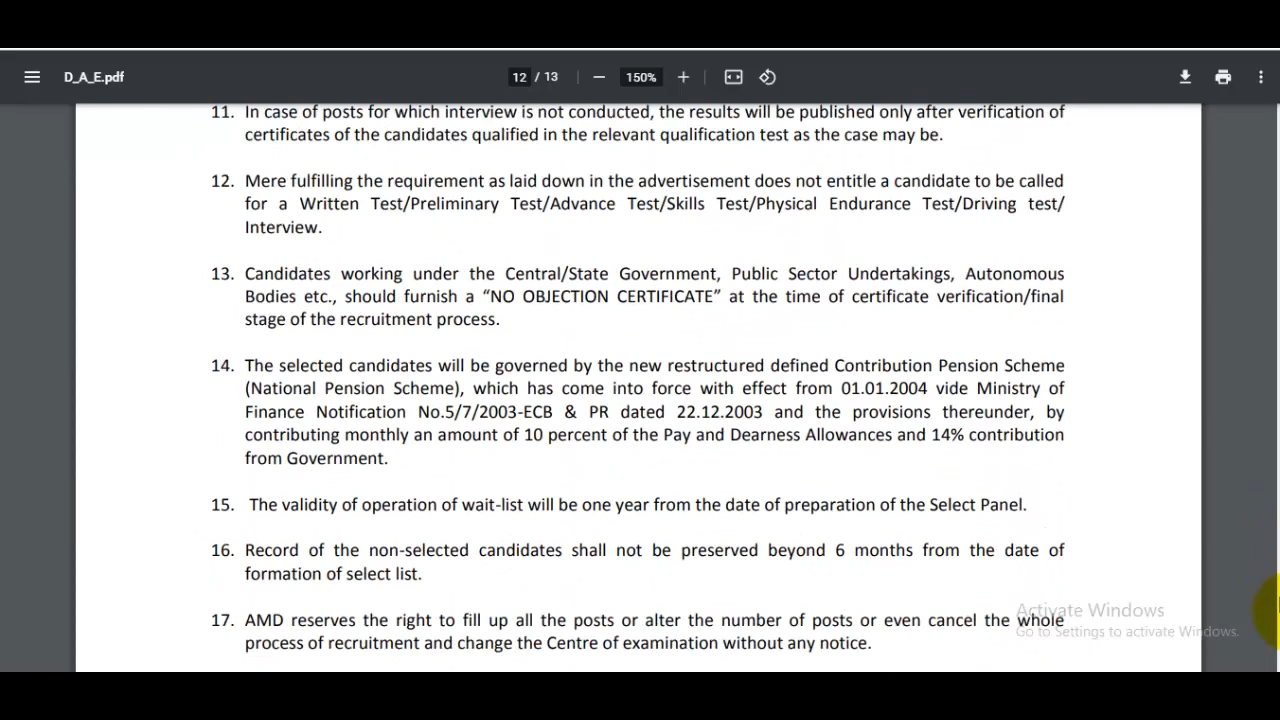 D_A_E.pdf
12 / 13
150%
11. In case of posts for which interview is not conducted, the results will be published only after verification of
certificates of the candidates qualified in the relevant qualification test as the case may be.
12. Mere fulfilling the requirement as laid down in the advertisement does not entitle a candidate to be called
for a Written Test/Preliminary Test/Advance Test/Skills Test/Physical Endurance Test/Driving test/
Interview.
13. Candidates working under the Central/State Government, Public Sector Undertakings, Autonomous
Bodies etc., should furnish a “NO OBJECTION CERTIFICATE” at the time of certificate verification/final
stage of the recruitment process.
14. The selected candidates will be governed by the new restructured defined Contribution Pension Scheme
(National Pension Scheme), which has come into force with effect from 01.01.2004 vide Ministry of
Finance Notification No.5/7/2003-ECB & PR dated 22.12.2003 and the provisions thereunder, by
contributing monthly an amount of 10 percent of the Pay and Dearness Allowances and 14% contribution
from Government.
15. The validity of operation of wait-list will be one year from the date of preparation of the Select Panel.
16. Record of the non-selected candidates shall not be preserved beyond 6 months from the date of
formation of select list.
17. AMD reserves the right to fill up all the posts or alter the number of posts or even cancel the whole
process of recruitment and change the Centre of examination without any notice.
Activate Windows
Go to Settings to activate Windows.